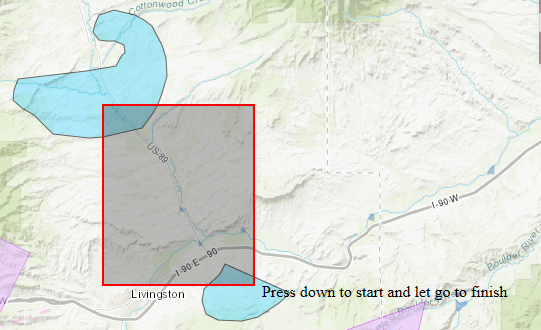 Cottonwood Cr
US-89
I-90 W
I-90 E
90
Boulder River
Press down to start and let go to finish
Livingston
W